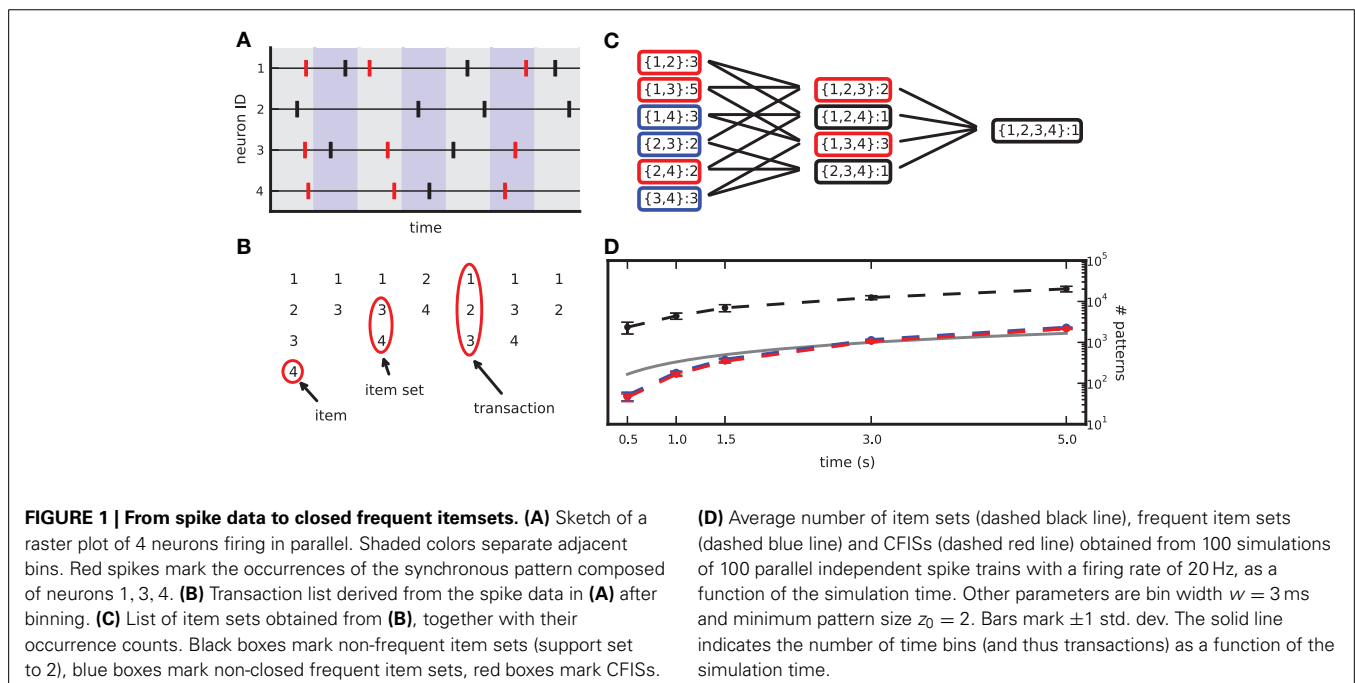 A
neuron ID
1
2
3
4
time
B
1 1 1 2 1 1 1
2 3 3 4 2 3 2
3 4 3 4
4
item
item set
transaction
C
{1,2}:3
{1,3}:5
{1,4}:3
{2,3}:2
{2,4}:2
{3,4}:3
{1,2,3}:2
{1,2,4}:1
{1,3,4}:3
{2,3,4}:1
{1,2,3,4}:1
D
10^5
10^4
10^3
10^2
10^1
# patterns
0.5 1.0 1.5 3.0 5.0
time (s)
FIGURE 1 | From spike data to closed frequent itemsets. (A) Sketch of a
raster plot of 4 neurons firing in parallel. Shaded colors separate adjacent
bins. Red spikes mark the occurrences of the synchronous pattern composed
of neurons 1, 3, 4. (B) Transaction list derived from the spike data in (A) after
binning. (C) List of item sets obtained from (B), together with their
occurrence counts. Black boxes mark non-frequent item sets (support set
to 2), blue boxes mark non-closed frequent item sets, red boxes mark CFISs.
(D) Average number of item sets (dashed black line), frequent item sets
(dashed blue line) and CFISs (dashed red line) obtained from 100 simulations
of 100 parallel independent spike trains with a firing rate of 20 Hz, as a
function of the simulation time. Other parameters are bin width w = 3 ms
and minimum pattern size z₀ = 2. Bars mark ±1 std. dev. The solid line
indicates the number of time bins (and thus transactions) as a function of the
simulation time.